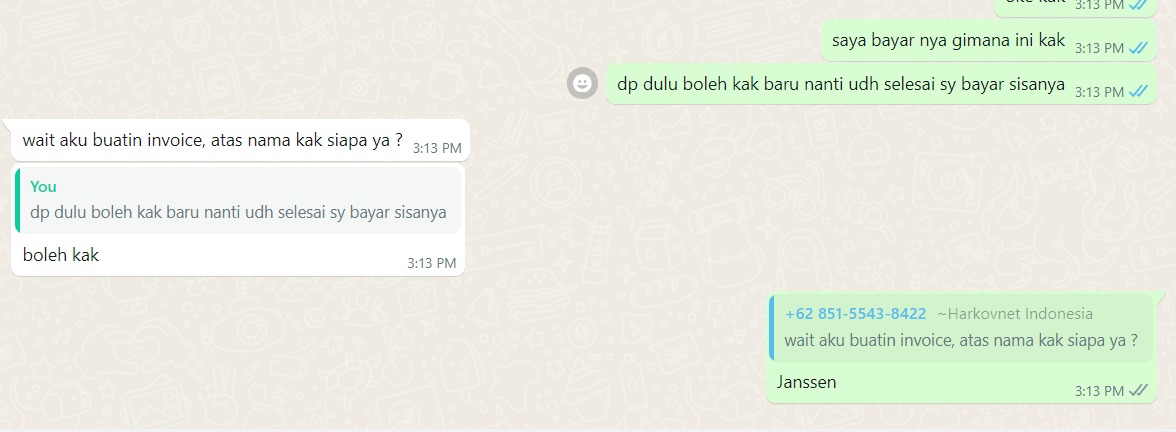 3:13 PM
saya bayar nya gimana ini kak 3:13 PM
dp dulu boleh kak baru nanti udh selesai sy bayar sisanya 3:13 PM
wait aku buatin invoice, atas nama kak siapa ya ? 3:13 PM
You
dp dulu boleh kak baru nanti udh selesai sy bayar sisanya
boleh kak 3:13 PM
+62 851-5543-8422 ~Harkovnet Indonesia
wait aku buatin invoice, atas nama kak siapa ya ?
Janssen 3:13 PM